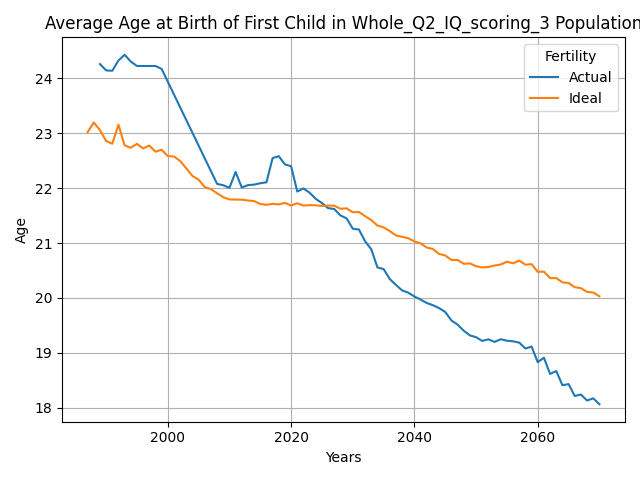 Average Age at Birth of First Child in Whole_Q2_IQ_scoring_3 Population
Fertility
Actual
Ideal
Age
24
23
22
21
20
19
18
2000
2020
2040
2060
Years